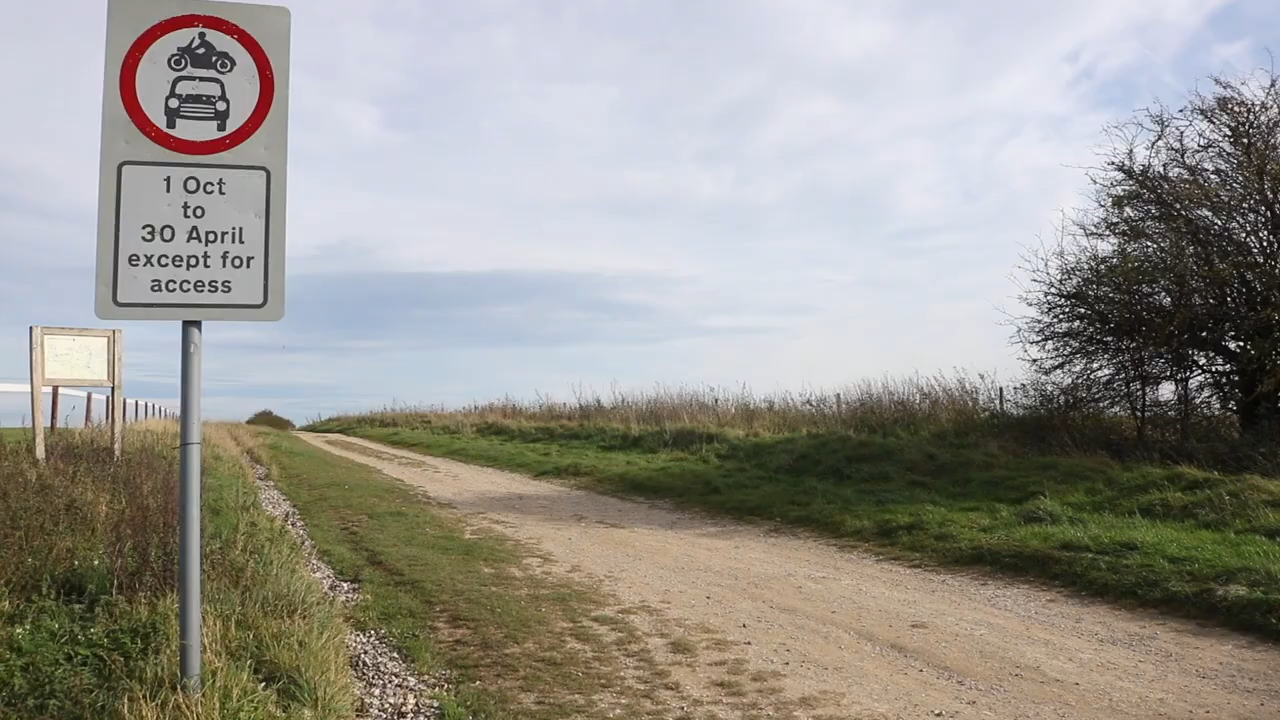 1 Oct
to
30 April
except for
access